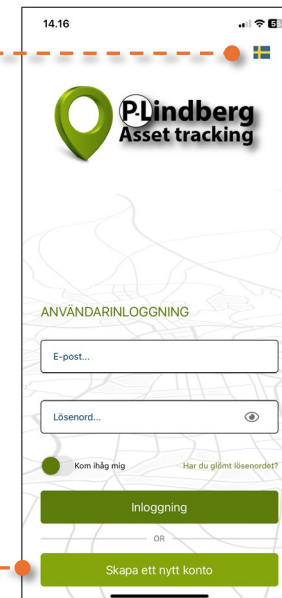 14.16
P.Lindberg
Asset tracking
ANVÄNDARINLOGGNING
E-post...
Lösenord...
Kom ihåg mig
Har du glömt lösenordet?
Inloggning
OR
Skapa ett nytt konto